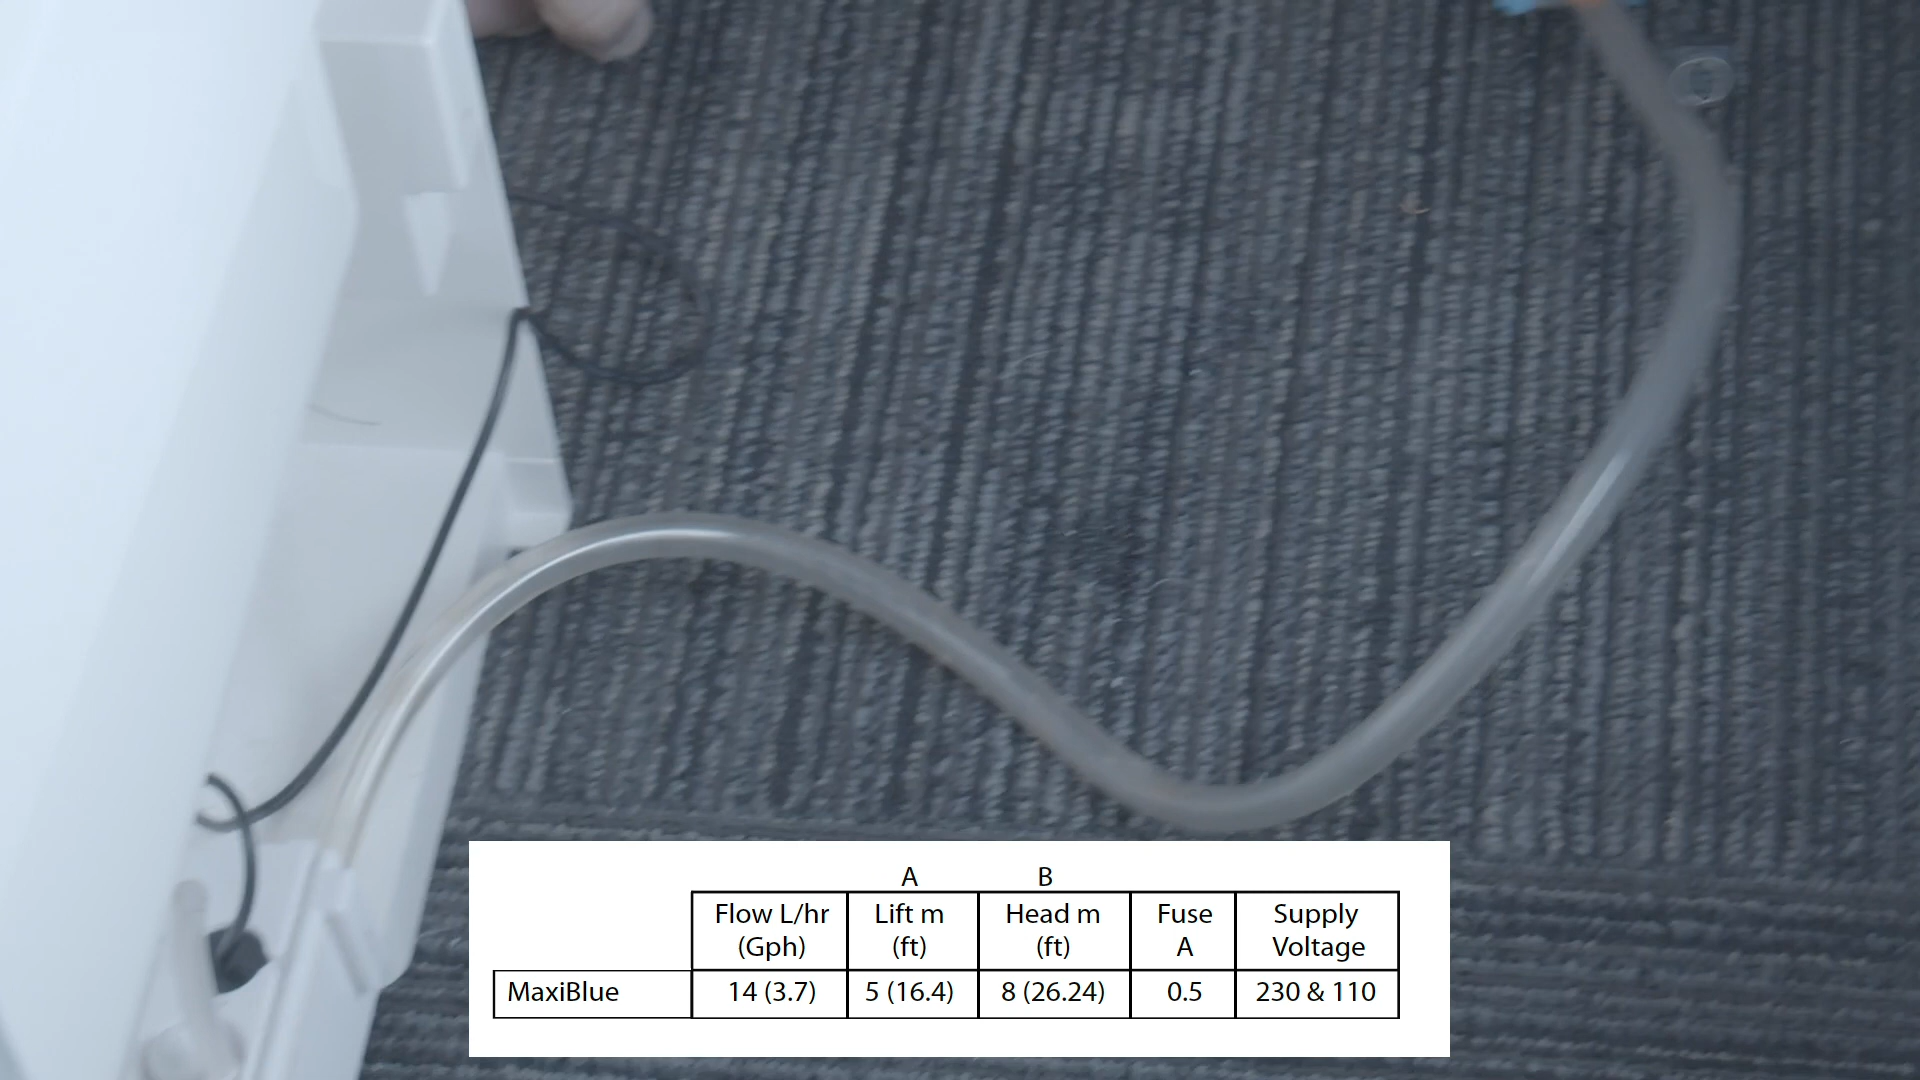 A B
Flow L/hr (Gph) Lift m (ft) Head m (ft) Fuse A Supply Voltage
MaxiBlue 14 (3.7) 5 (16.4) 8 (26.24) 0.5 230 & 110